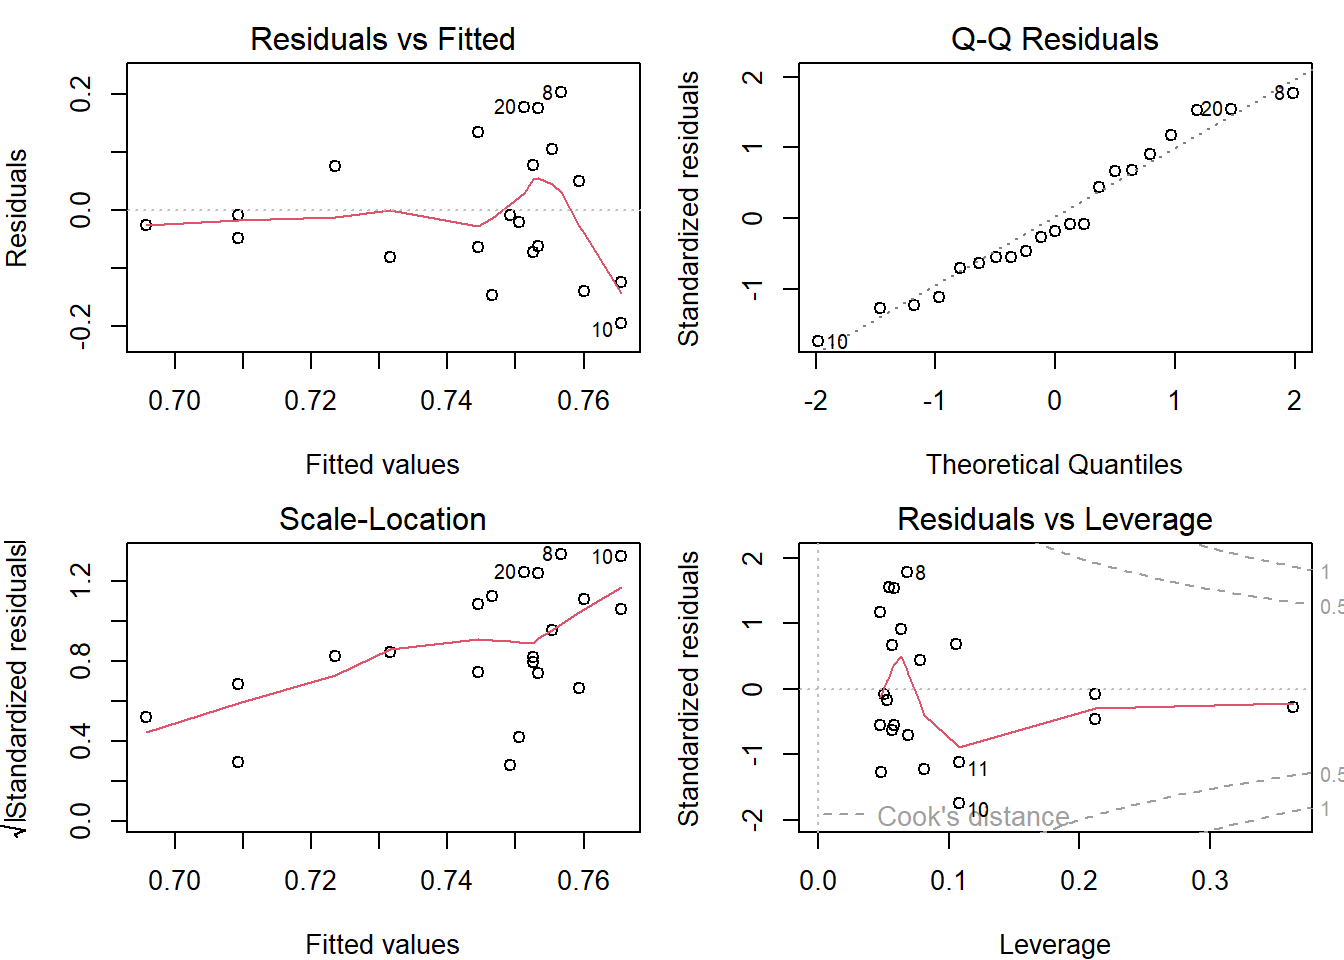 Residuals vs Fitted
Residuals
0.2
0.0
-0.2
8
20
10
0.70 0.72 0.74 0.76
Fitted values
Q-Q Residuals
Standardized residuals
2
1
0
-1
20
8
10
-2 -1 0 1 2
Theoretical Quantiles
Scale-Location
√|Standardized residuals|
1.2
0.8
0.4
0.0
8
10
20
0.70 0.72 0.74 0.76
Fitted values
Residuals vs Leverage
Standardized residuals
2
1
0
-1
-2
8
11
10
Cook's distance
1
0.5
0.5
1
0.0 0.1 0.2 0.3
Leverage